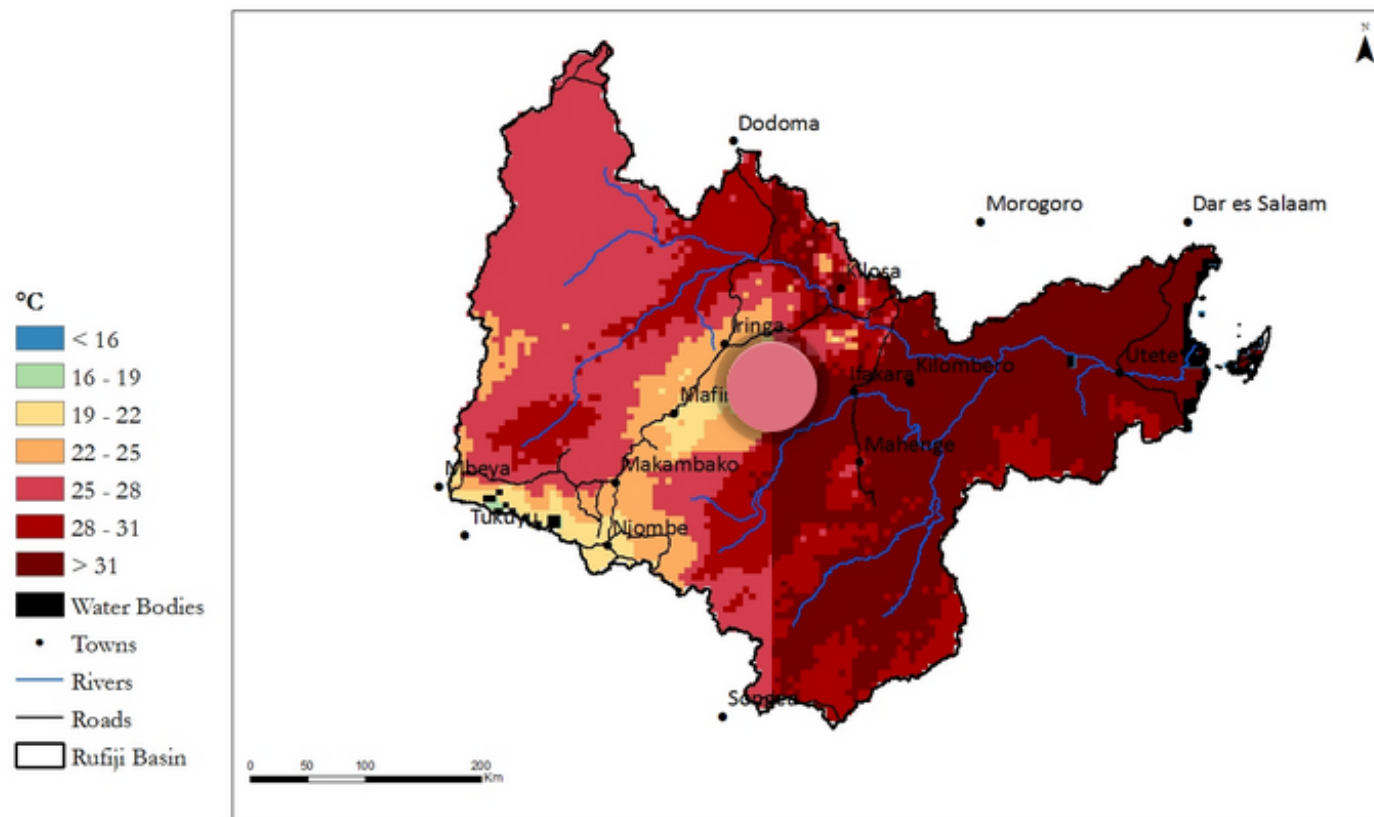 N
Dodoma
Morogoro
Dar es Salaam
Kilosa
Iringa
Utete
Kilombero
Ifakara
Mahenge
Makambako
Mbeya
Tukuyu
Njombe
°C
< 16
16 - 19
19 - 22
22 - 25
25 - 28
28 - 31
> 31
Water Bodies
Towns
Rivers
Roads
Rufiji Basin
0 50 100 200
Km